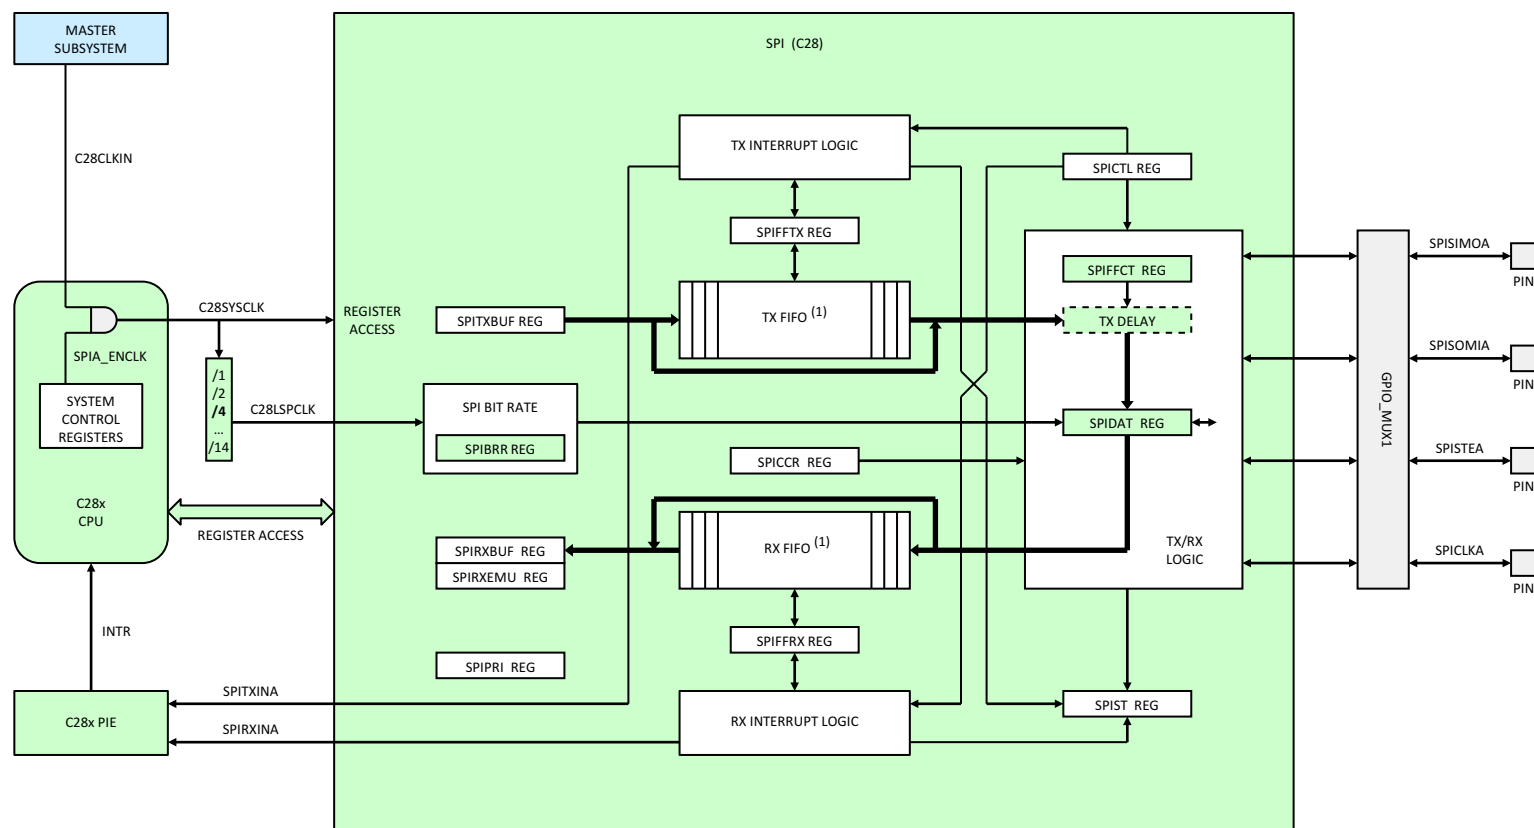 MASTER
SUBSYSTEM
SPI (C28)
TX INTERRUPT LOGIC
C28CLKIN
SPICTL REG
SPIFFTX REG
SPISIMOA
SPIFFCT REG
PIN
C28SYSCLK
REGISTER
ACCESS
SPITXBUF REG
TX FIFO (1)
TX DELAY
SPIA_ENCLK
SPISOMIA
PIN
/1
/2
/4
...
/14
SYSTEM
CONTROL
REGISTERS
C28LSPCLK
SPI BIT RATE
SPIBRR REG
SPIDAT REG
GPIO_MUX1
SPICCR REG
SPISTEA
PIN
C28x
CPU
REGISTER ACCESS
SPIRXBUF REG
SPIRXEMU REG
RX FIFO (1)
TX/RX
LOGIC
SPICLKA
PIN
INTR
SPIFFRX REG
SPIPRI REG
SPITXINA
C28x PIE
SPIRXINA
RX INTERRUPT LOGIC
SPIST REG